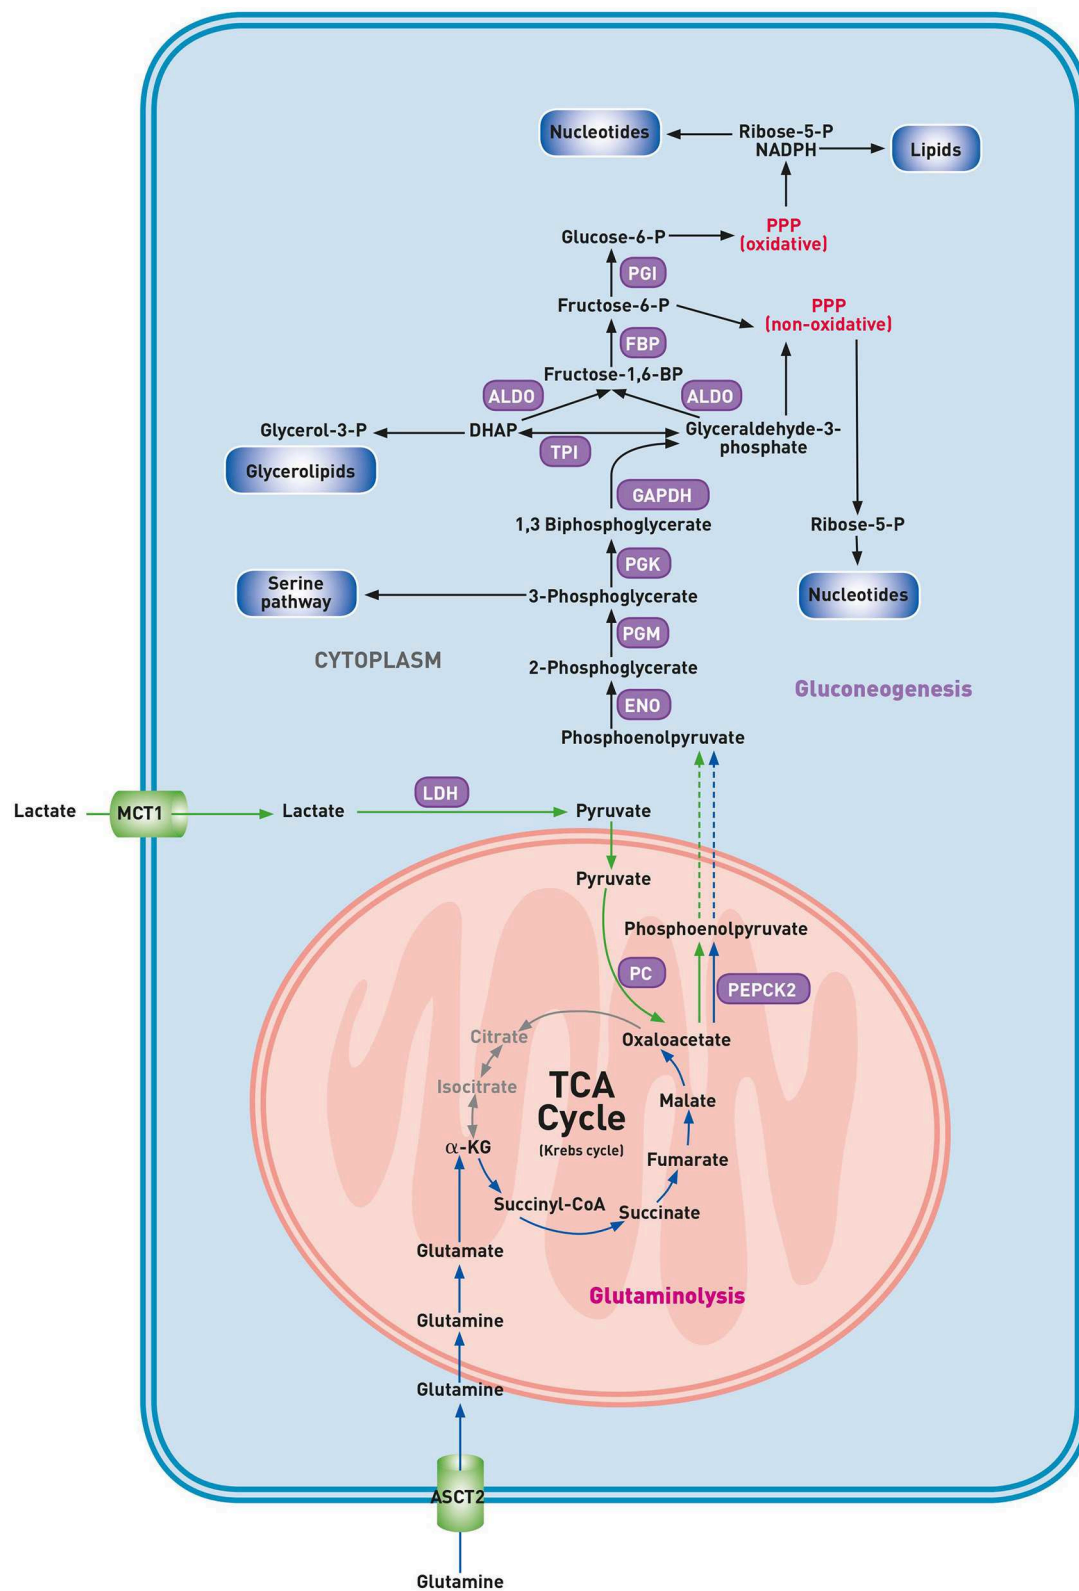 Nucleotides
Ribose-5-P
NADPH
Lipids
PPP
(oxidative)
Glucose-6-P
PGI
Fructose-6-P
PPP
(non-oxidative)
FBP
Fructose-1,6-BP
ALDO
ALDO
Glycerol-3-P
DHAP
Glyceraldehyde-3-
phosphate
TPI
Glycerolipids
GAPDH
1,3 Biphosphoglycerate
Ribose-5-P
PGK
Serine
pathway
3-Phosphoglycerate
Nucleotides
PGM
CYTOPLASM
2-Phosphoglycerate
Gluconeogenesis
ENO
Phosphoenolpyruvate
LDH
Lactate
MCT1
Lactate
Pyruvate
Pyruvate
Phosphoenolpyruvate
PC
PEPCK2
Citrate
Oxaloacetate
Isocitrate
TCA
Cycle
(Krebs cycle)
Malate
α-KG
Fumarate
Succinyl-CoA
Succinate
Glutamate
Glutaminolysis
Glutamine
Glutamine
ASCT2
Glutamine